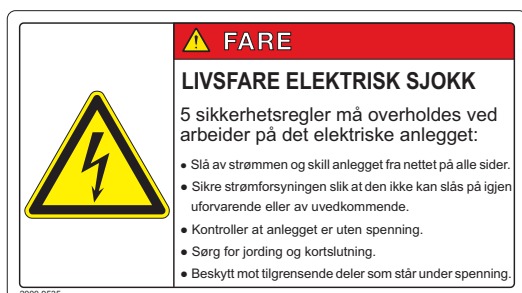 FARE
LIVSFARE ELEKTRISK SJOKK
5 sikkerhetsregler må overholdes ved
arbeider på det elektriske anlegget:
● Slå av strømmen og skill anlegget fra nettet på alle sider.
● Sikre strømforsyningen slik at den ikke kan slås på igjen
uforvarende eller av uvedkommende.
● Kontroller at anlegget er uten spenning.
● Sørg for jording og kortslutning.
● Beskytt mot tilgrensende deler som står under spenning.